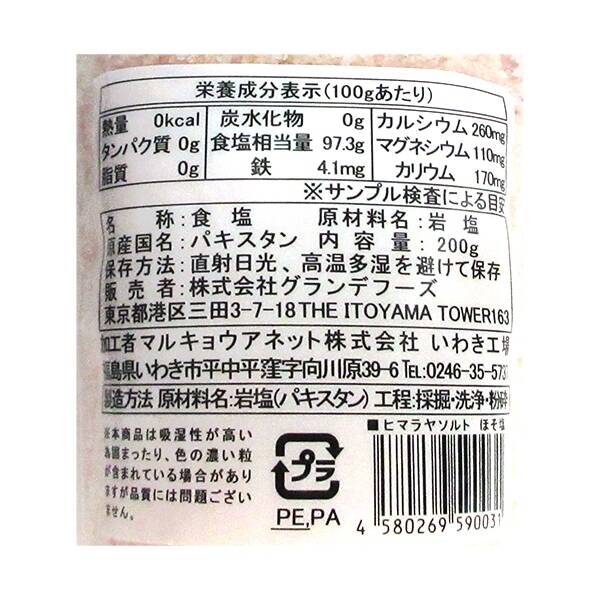 栄養成分表示(100gあたり)
熱量 0kcal 炭水化物 0g カルシウム 260mg
タンパク質 0g 食塩相当量 97.3g マグネシウム 110mg
脂質 0g 鉄 4.1mg カリウム 170mg
※サンプル検査による目安
名 称:食 塩 原材料名:岩 塩
原産国名:パキスタン 内 容 量:200g
保存方法:直射日光、高温多湿を避けて保存
販 売 者:株式会社グランデフーズ
東京都港区三田3-7-18 THE ITOYAMA TOWER163
加工者マルキョウアネット株式会社 いわき工場
福島県いわき市平中平窪字向川原39-6 TEL 0246-35-573
製造方法 原材料名:岩塩(パキスタン) 工程:採掘・洗浄・粉砕
※本商品は吸湿性が高い
為固まったり、色の濃い粒
が含まれている場合があり
ますが品質には問題ござい
ません。
プラ
PE,PA
■ヒマラヤソルト ほそ塩
4 580269 590031